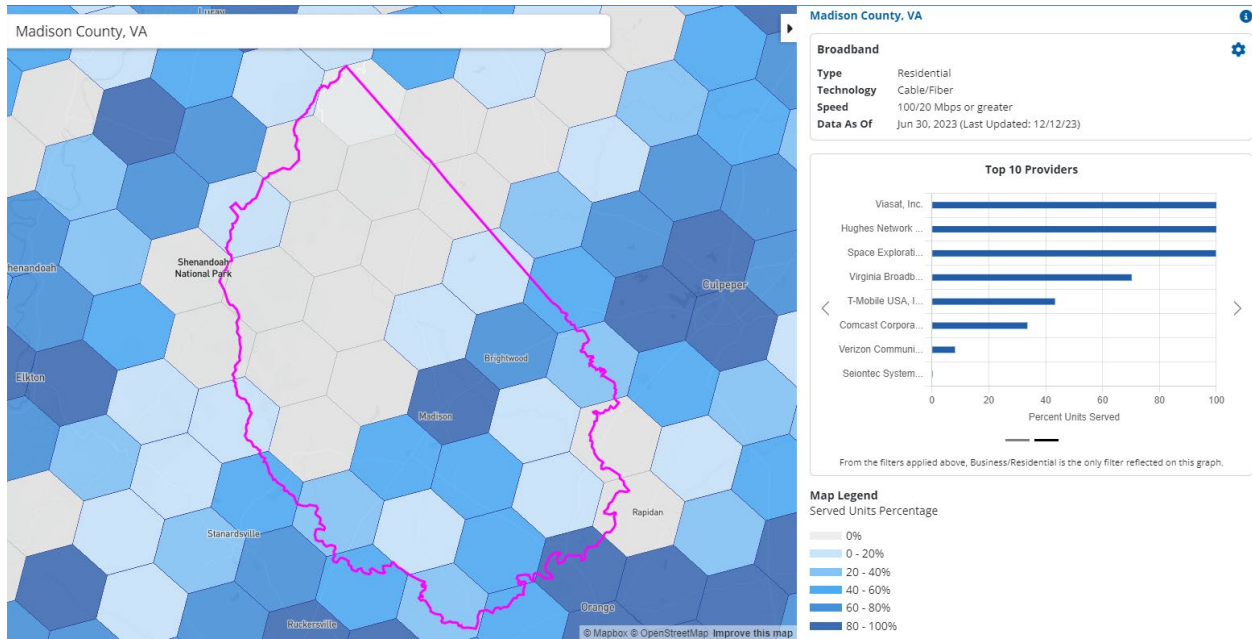 Luray
Madison County, VA
Shenandoah
National Park
henandoah
Culpeper
Brightwood
Elkton
Madison
Rapidan
Stanardsville
Orange
Ruckersville
© Mapbox © OpenStreetMap Improve this map
Madison County, VA
Broadband
Type Residential
Technology Cable/Fiber
Speed 100/20 Mbps or greater
Data As Of Jun 30, 2023 (Last Updated: 12/12/23)
Top 10 Providers
Viasat, Inc.
Hughes Network ...
Space Explorati...
Virginia Broadb...
T-Mobile USA, I...
Comcast Corpora...
Verizon Communi...
Seiontec System...
0 20 40 60 80 100
Percent Units Served
From the filters applied above, Business/Residential is the only filter reflected on this graph.
Map Legend
Served Units Percentage
0%
0 - 20%
20 - 40%
40 - 60%
60 - 80%
80 - 100%